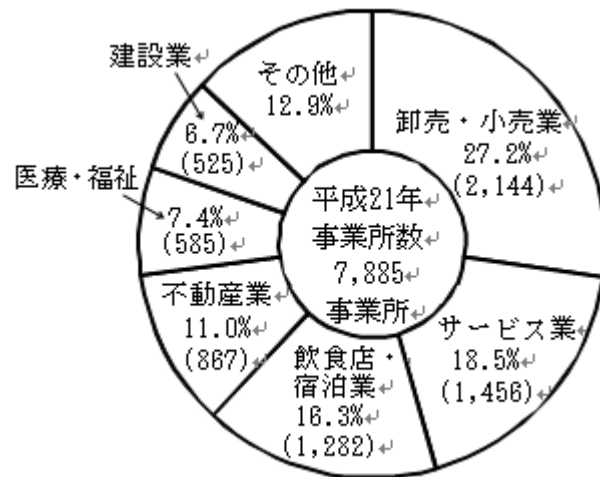 平成21年
事業所数
7,885
事業所
卸売・小売業
27.2%
(2,144)
サービス業
18.5%
(1,456)
飲食店・
宿泊業
16.3%
(1,282)
不動産業
11.0%
(867)
医療・福祉
7.4%
(585)
建設業
6.7%
(525)
その他
12.9%